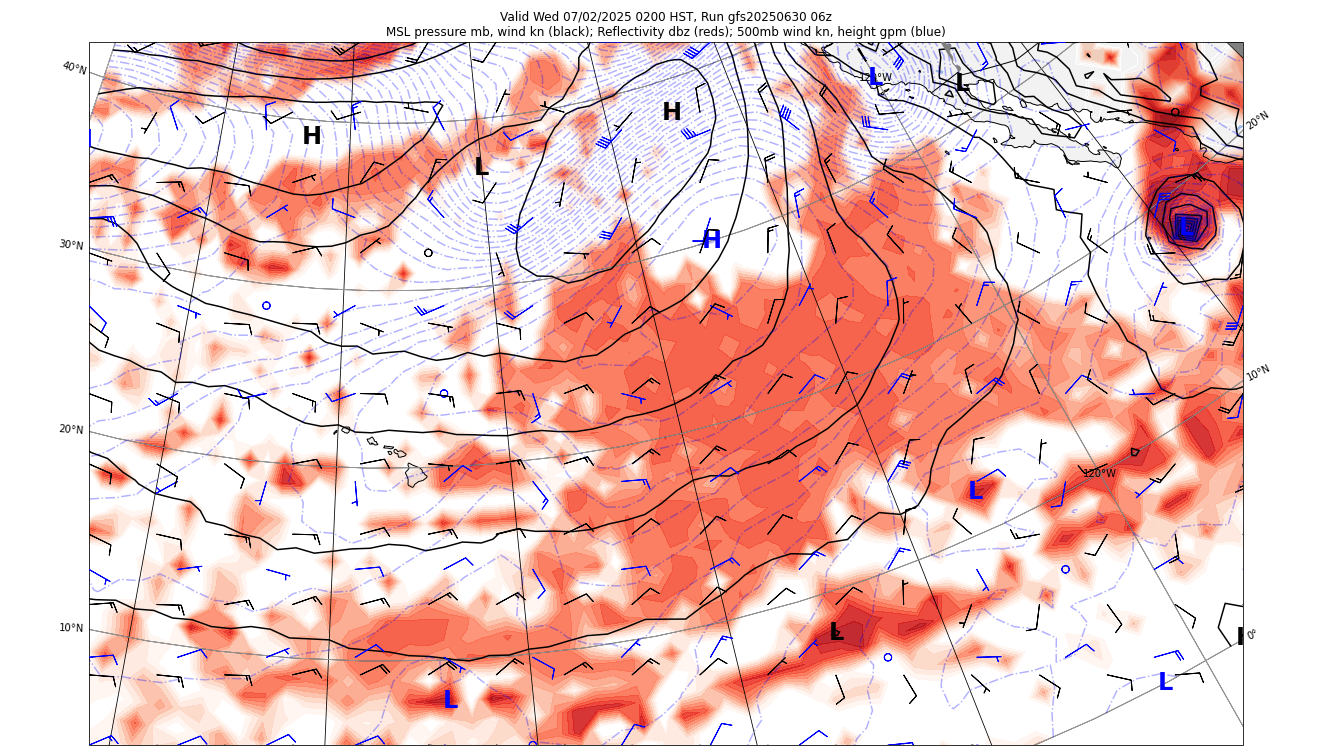 Valid Wed 07/02/2025 0200 HST, Run gfs20250630 06z
MSL pressure mb, wind kn (black); Reflectivity dbz (reds); 500mb wind kn, height gpm (blue)
40°N
L
120°W
L
H
20°N
H
L
30°N
H
L
10°N
20°N
120°W
L
10°N
L
0°
L
L